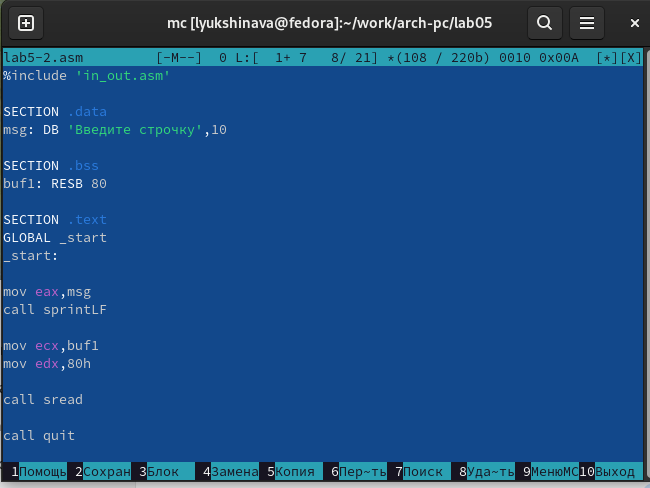 mc [lyukshinava@fedora]:~/work/arch-pc/lab05
lab5-2.asm [-M--] 0 L:[ 1+ 7 8/ 21] *(108 / 220b) 0010 0x00A [*][X]
%include 'in_out.asm'
SECTION .data
msg: DB 'Введите строчку',10
SECTION .bss
buf1: RESB 80
SECTION .text
GLOBAL _start
_start:
mov eax,msg
call sprintLF
mov ecx,buf1
mov edx,80h
call sread
call quit
1Помощь 2Сохран 3Блок 4Замена 5Копия 6Пер~ть 7Поиск 8Уда~ть 9МенюМС 10Выход